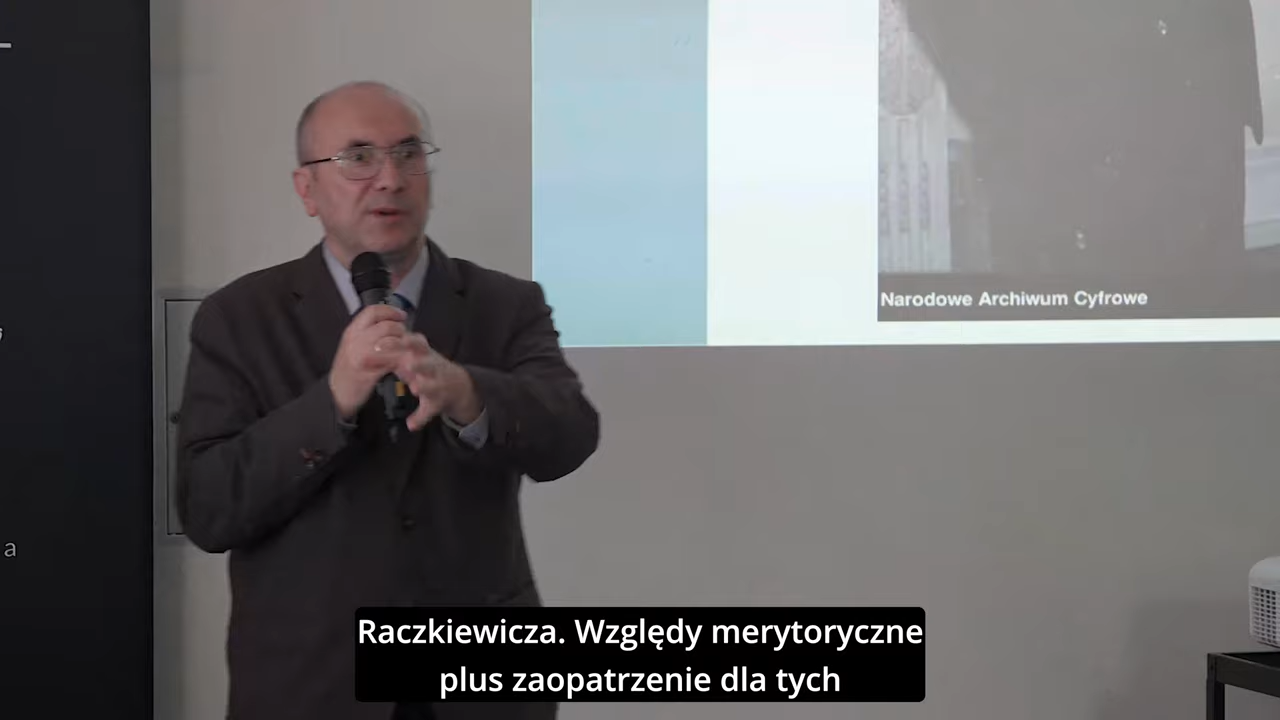 Narodowe Archiwum Cyfrowe
a
Raczkiewicza. Względy merytoryczne
plus zaopatrzenie dla tych